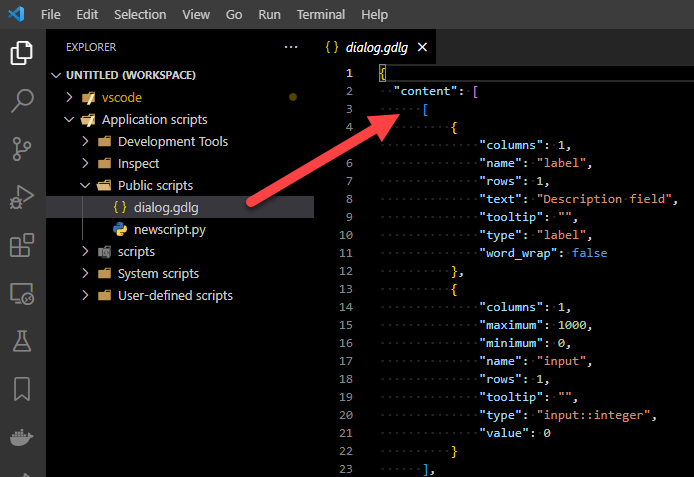 File Edit Selection View Go Run Terminal Help
EXPLORER ···
UNTITLED (WORKSPACE)
vscode
Application scripts
Development Tools
Inspect
Public scripts
{ } dialog.gdlg
newscript.py
scripts
System scripts
User-defined scripts
{ } dialog.gdlg ×
1 {
2 "content": [
3 [
4 {
5 "columns": 1,
6 "name": "label",
7 "rows": 1,
8 "text": "Description field",
9 "tooltip": "",
10 "type": "label",
11 "word_wrap": false
12 },
13 {
14 "columns": 1,
15 "maximum": 1000,
16 "minimum": 0,
17 "name": "input",
18 "rows": 1,
19 "tooltip": "",
20 "type": "input::integer",
21 "value": 0
22 }
23 ],